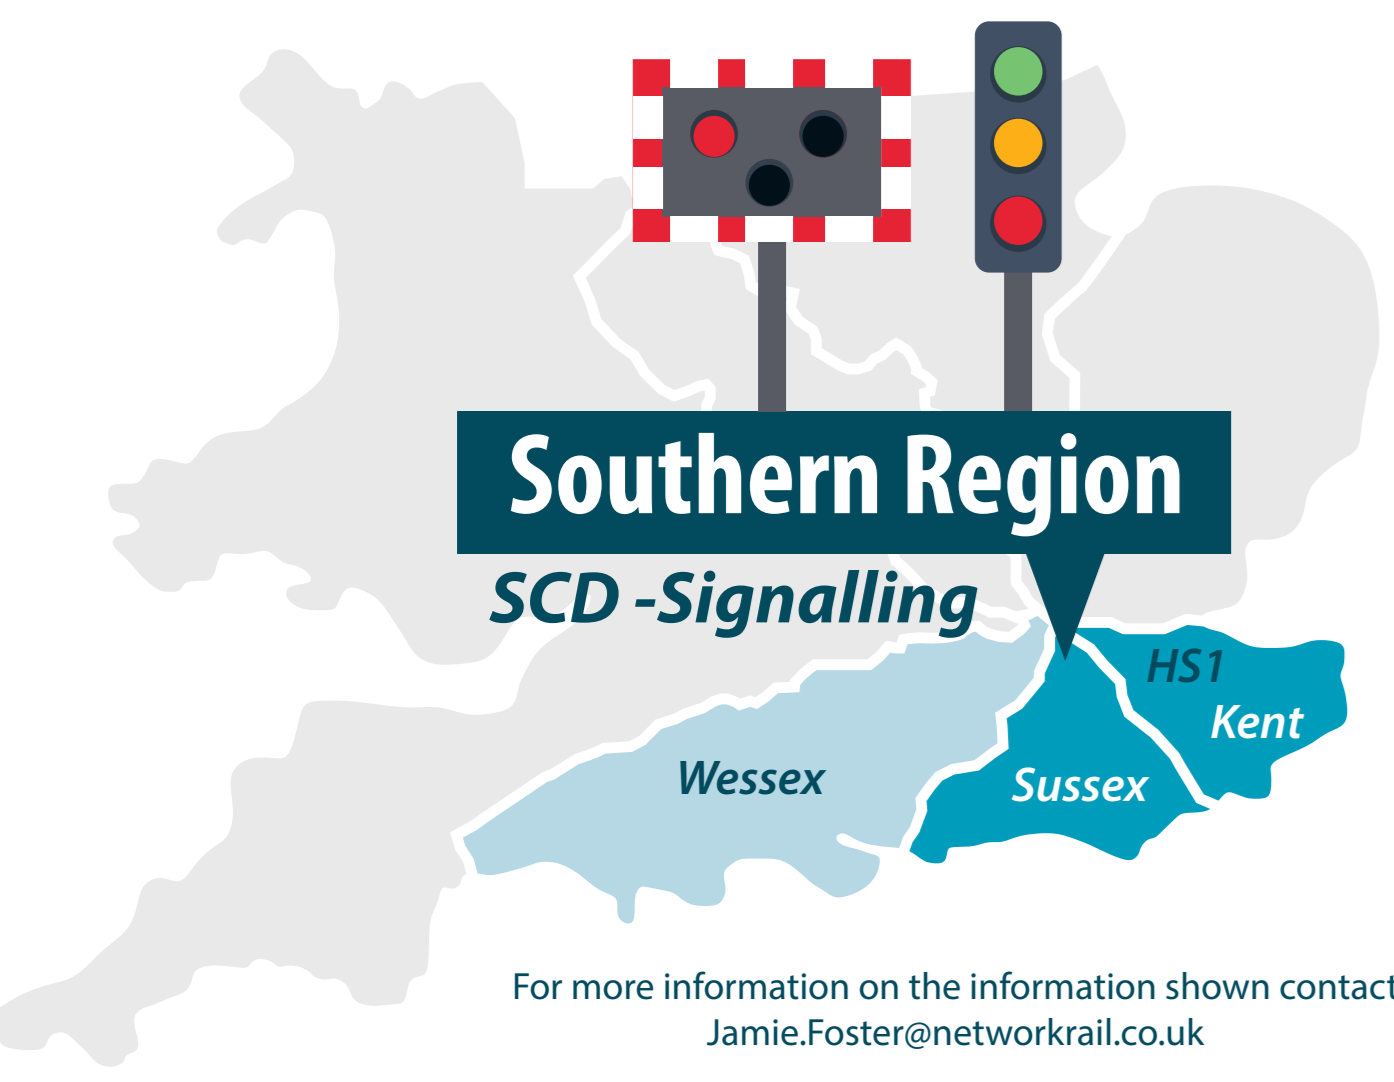 Southern Region
SCD -Signalling
HS1
Kent
Wessex
Sussex
For more information on the information shown contact
Jamie.Foster@networkrail.co.uk